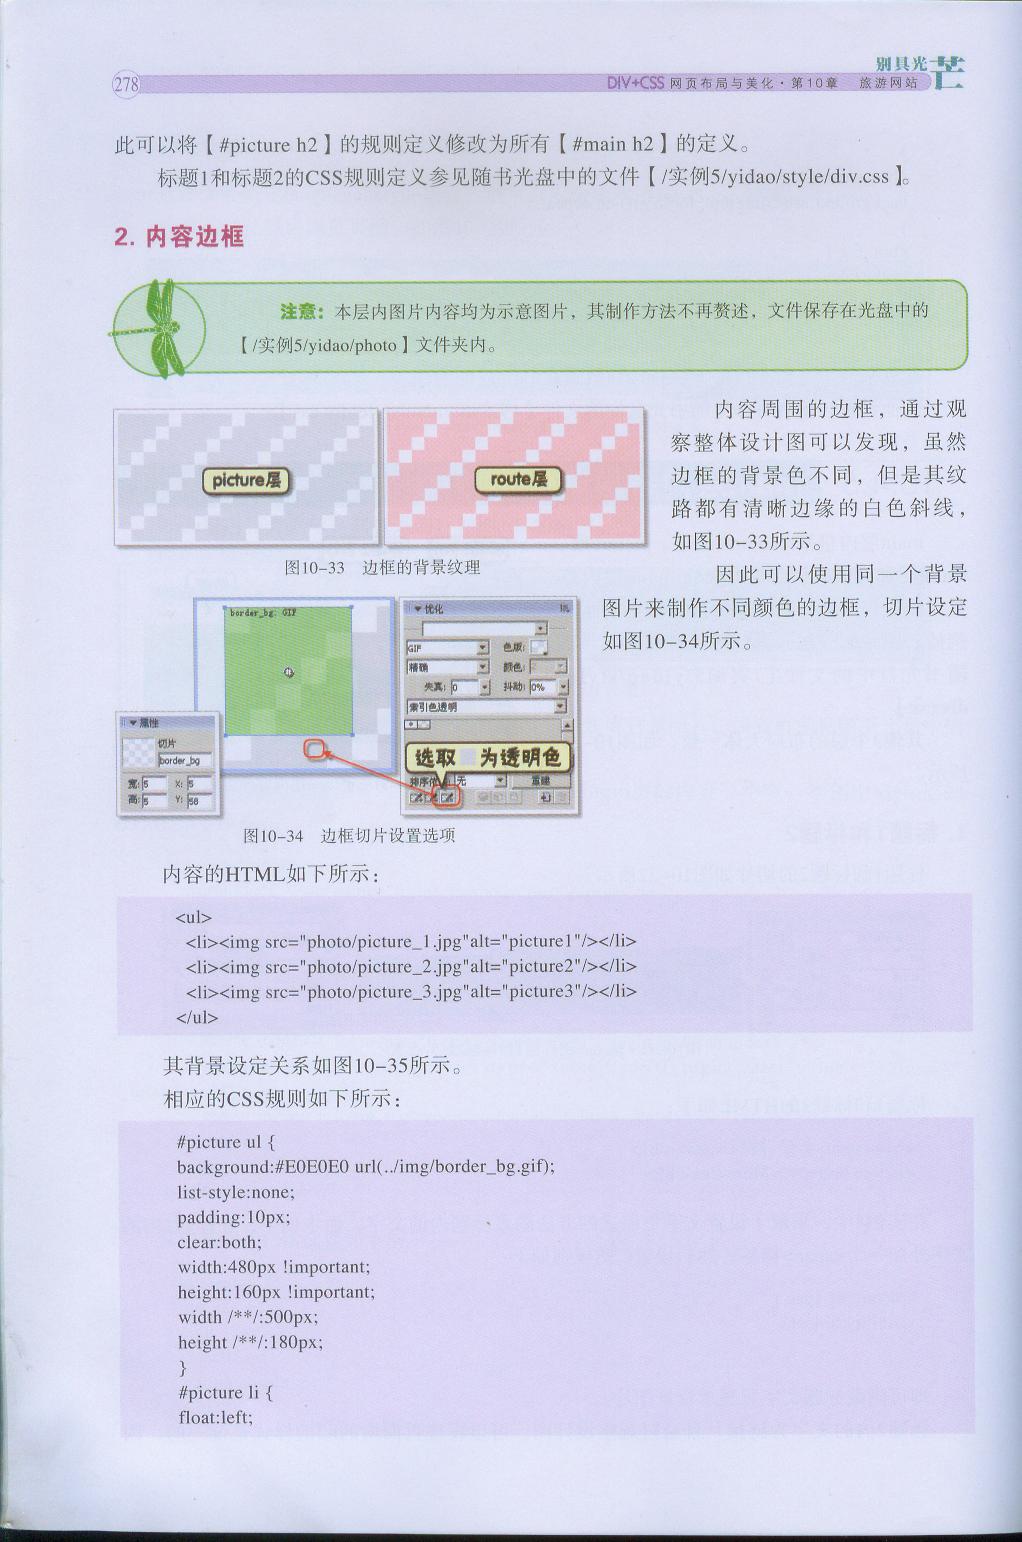 278
别具光芒
DIV+CSS 网页布局与美化·第10章 旅游网站
此可以将【 #picture h2 】的规则定义修改为所有【 #main h2 】的定义。
标题1和标题2的CSS规则定义参见随书光盘中的文件【 /实例5/yidao/style/div.css 】。
2. 内容边框
注意：本层内图片内容均为示意图片，其制作方法不再赘述，文件保存在光盘中的
【 /实例5/yidao/photo 】文件夹内。
picture层
route层
图10-33 边框的背景纹理
内容周围的边框，通过观
察整体设计图可以发现，虽然
边框的背景色不同，但是其纹
路都有清晰边缘的白色斜线，
如图10-33所示。
因此可以使用同一个背景
图片来制作不同颜色的边框，切片设定
如图10-34所示。
border_bg: GIF
属性
切片
border_bg
宽: 5 X: 5
高: 5 Y: 58
优化
GIF 色版:
精确 颜色:
失真: 0 抖动: 0%
索引色透明
选取 为透明色
无 重建
图10-34 边框切片设置选项
内容的HTML如下所示：
<ul>
<li><img src="photo/picture_1.jpg"alt="picture1"/></li>
<li><img src="photo/picture_2.jpg"alt="picture2"/></li>
<li><img src="photo/picture_3.jpg"alt="picture3"/></li>
</ul>
其背景设定关系如图10-35所示。
相应的CSS规则如下所示：
#picture ul {
background:#E0E0E0 url(../img/border_bg.gif);
list-style:none;
padding:10px;
clear:both;
width:480px !important;
height:160px !important;
width /**/:500px;
height /**/:180px;
}
#picture li {
float:left;